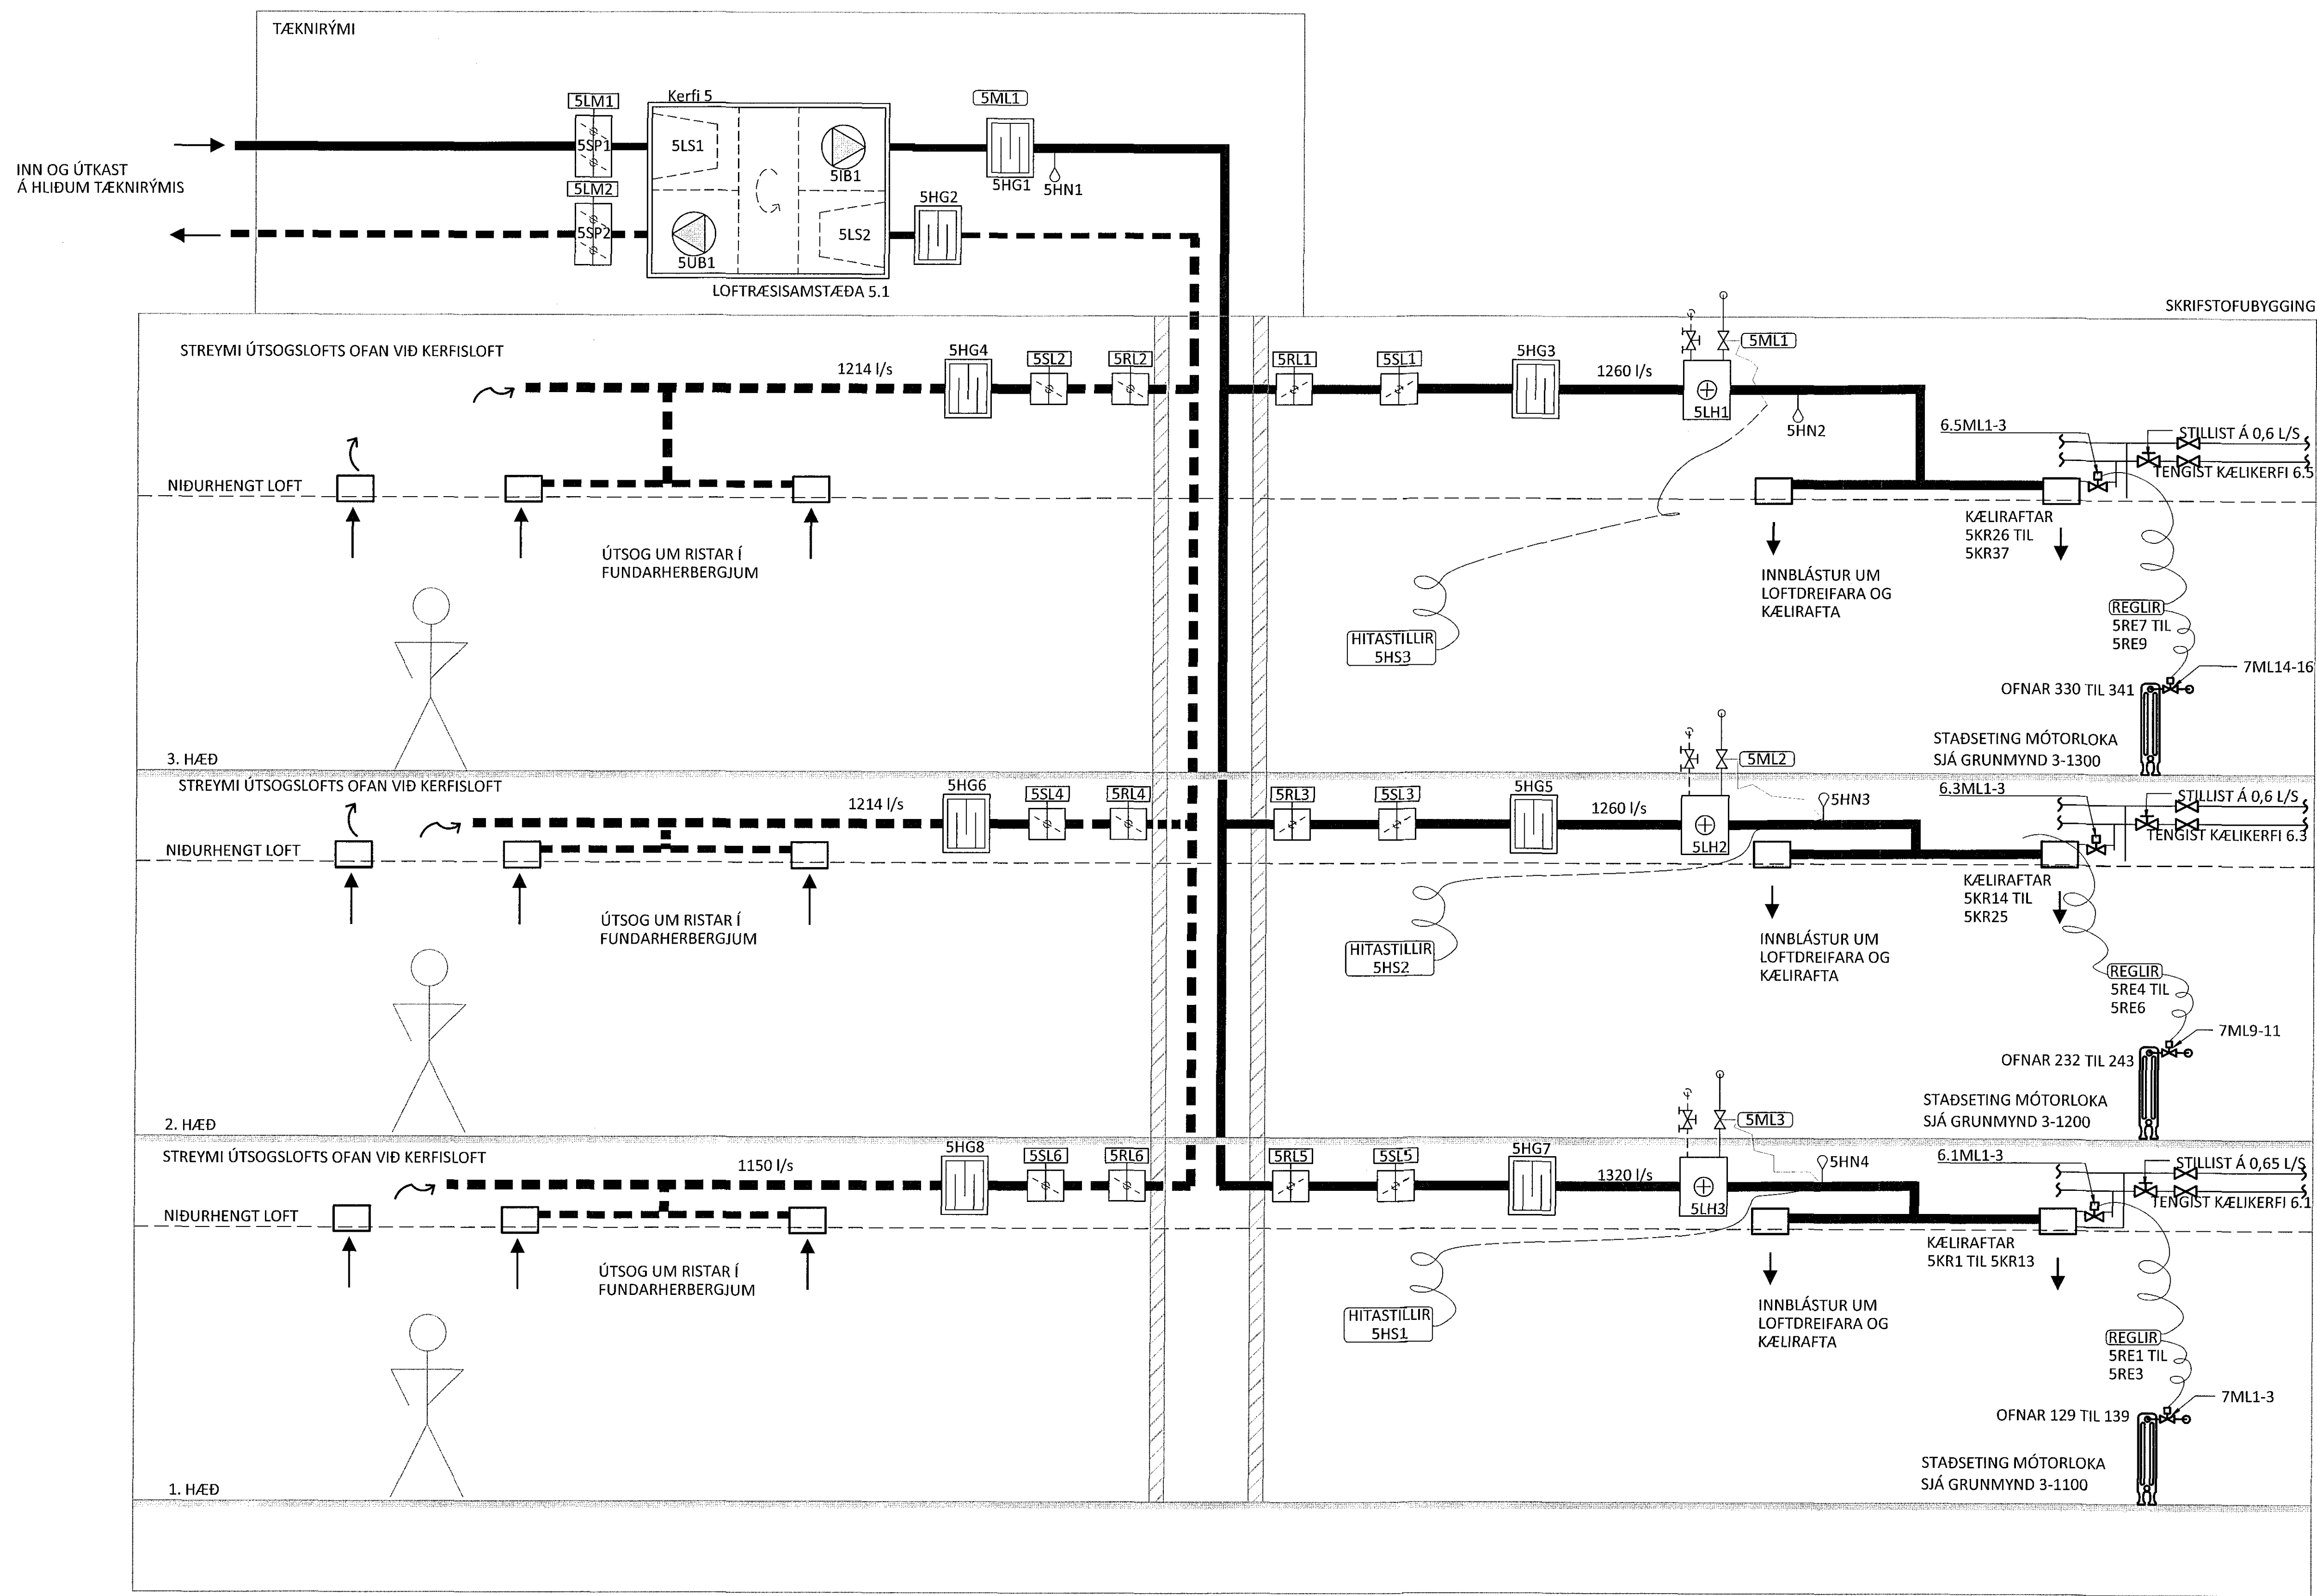 TÆKNIRÝMI
5LM1
Kerfi 5
5ML1
5SP1
5LS1
5IB1
5HG1
5HN1
INN OG ÚTKAST
Á HLIÐUM TÆKNIRÝMIS
5LM2
5HG2
5SP2
5UB1
5LS2
LOFTRÆSISAMSTÆÐA 5.1
SKRIFSTOFUBYGGING
STREYMI ÚTSOGSLOFTS OFAN VIÐ KERFISLOFT
1214 l/s
5HG4
5SL2
5RL2
5RL1
5SL1
5HG3
1260 l/s
5ML1
5LH1
5HN2
6.5ML1-3
STILLIST Á 0,6 L/S
TENGIST KÆLIKERFI 6.5
NIÐURHENGT LOFT
KÆLIRAFTAR
5KR26 TIL
5KR37
ÚTSOG UM RISTAR Í
FUNDARHERBERGJUM
INNBLÁSTUR UM
LOFTDREIFARA OG
KÆLIRAFTA
HITASTILLIR
5HS3
REGLIR
5RE7 TIL
5RE9
7ML14-16
OFNAR 330 TIL 341
STAÐSETING MÓTORLOKA
SJÁ GRUNMYND 3-1300
3. HÆÐ
STREYMI ÚTSOGSLOFTS OFAN VIÐ KERFISLOFT
1214 l/s
5HG6
5SL4
5RL4
5RL3
5SL3
5HG5
1260 l/s
5ML2
5LH2
5HN3
6.3ML1-3
STILLIST Á 0,6 L/S
TENGIST KÆLIKERFI 6.3
NIÐURHENGT LOFT
KÆLIRAFTAR
5KR14 TIL
5KR25
ÚTSOG UM RISTAR Í
FUNDARHERBERGJUM
INNBLÁSTUR UM
LOFTDREIFARA OG
KÆLIRAFTA
HITASTILLIR
5HS2
REGLIR
5RE4 TIL
5RE6
7ML9-11
OFNAR 232 TIL 243
STAÐSETING MÓTORLOKA
SJÁ GRUNMYND 3-1200
2. HÆÐ
STREYMI ÚTSOGSLOFTS OFAN VIÐ KERFISLOFT
1150 l/s
5HG8
5SL6
5RL6
5RL5
5SL5
5HG7
1320 l/s
5ML3
5LH3
5HN4
6.1ML1-3
STILLIST Á 0,65 L/S
TENGIST KÆLIKERFI 6.1
NIÐURHENGT LOFT
KÆLIRAFTAR
5KR1 TIL 5KR13
ÚTSOG UM RISTAR Í
FUNDARHERBERGJUM
INNBLÁSTUR UM
LOFTDREIFARA OG
KÆLIRAFTA
HITASTILLIR
5HS1
REGLIR
5RE1 TIL
5RE3
7ML1-3
OFNAR 129 TIL 139
STAÐSETING MÓTORLOKA
SJÁ GRUNMYND 3-1100
1. HÆÐ